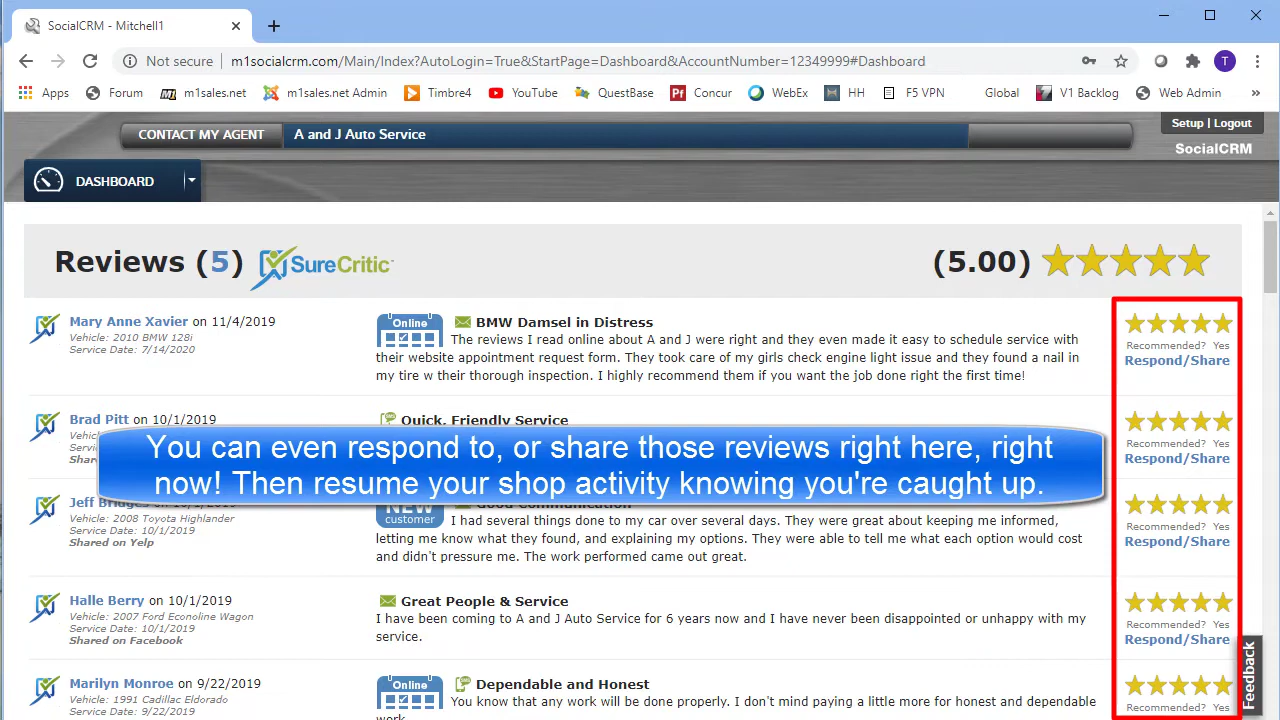 SocialCRM - Mitchell1
Not secure | m1socialcrm.com/Main/Index?AutoLogin=True&StartPage=Dashboard&AccountNumber=12349999#Dashboard
T
Apps Forum m1sales.net m1sales.net Admin Timbre4 YouTube QuestBase Concur WebEx HH F5 VPN Global V1 Backlog Web Admin »
CONTACT MY AGENT A and J Auto Service Setup | Logout
SocialCRM
DASHBOARD
Reviews (5) SureCritic (5.00)
Mary Anne Xavier on 11/4/2019
Vehicle: 2010 BMW 128i
Service Date: 7/14/2020
Online
BMW Damsel in Distress
The reviews I read online about A and J were right and they even made it easy to schedule service with
their website appointment request form. They took care of my girls check engine light issue and they found a nail in
my tire w their thorough inspection. I highly recommend them if you want the job done right the first time!
Recommended? Yes
Respond/Share
Brad Pitt on 10/1/2019
Quick, Friendly Service
Recommended? Yes
Respond/Share
You can even respond to, or share those reviews right here, right
now! Then resume your shop activity knowing you're caught up.
Jeff Bridges
Vehicle: 2008 Toyota Highlander
Service Date: 10/1/2019
Shared on Yelp
NEW
customer
Good Communication
I had several things done to my car over several days. They were great about keeping me informed,
letting me know what they found, and explaining my options. They were able to tell me what each option would cost
and didn't pressure me. The work performed came out great.
Recommended? Yes
Respond/Share
Halle Berry on 10/1/2019
Vehicle: 2007 Ford Econoline Wagon
Service Date: 10/1/2019
Shared on Facebook
Great People & Service
I have been coming to A and J Auto Service for 6 years now and I have never been disappointed or unhappy with my
service.
Recommended? Yes
Respond/Share
Marilyn Monroe on 9/22/2019
Vehicle: 1991 Cadillac Eldorado
Service Date: 9/22/2019
Online
Dependable and Honest
You know that any work will be done properly. I don't mind paying a little more for honest and dependable
work.
Recommended? Yes
Feedback